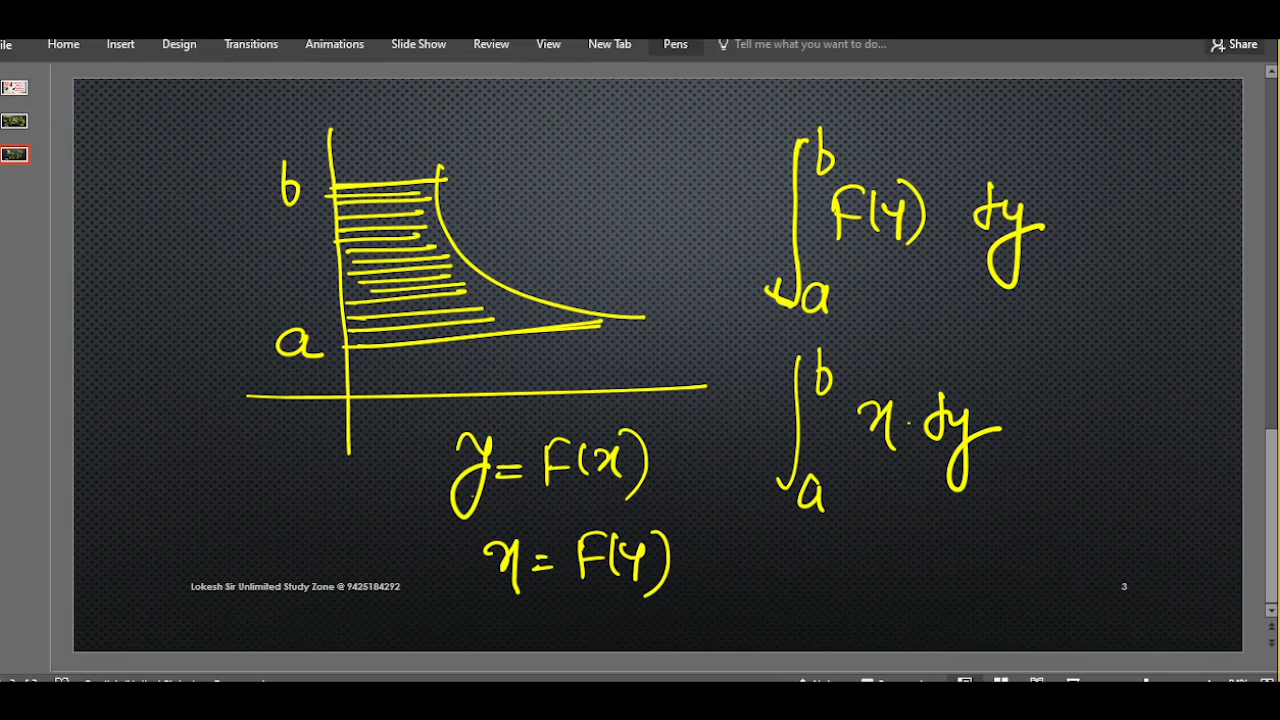 File Home Insert Design Transitions Animations Slide Show Review View New Tab Pens Tell me what you want to do... Share
b
a
y = F(x)
x = F(y)
∫ₐᵇ F(y) dy
∫ₐᵇ x · dy
Lokesh Sir Unlimited Study Zone @ 9425184292
3